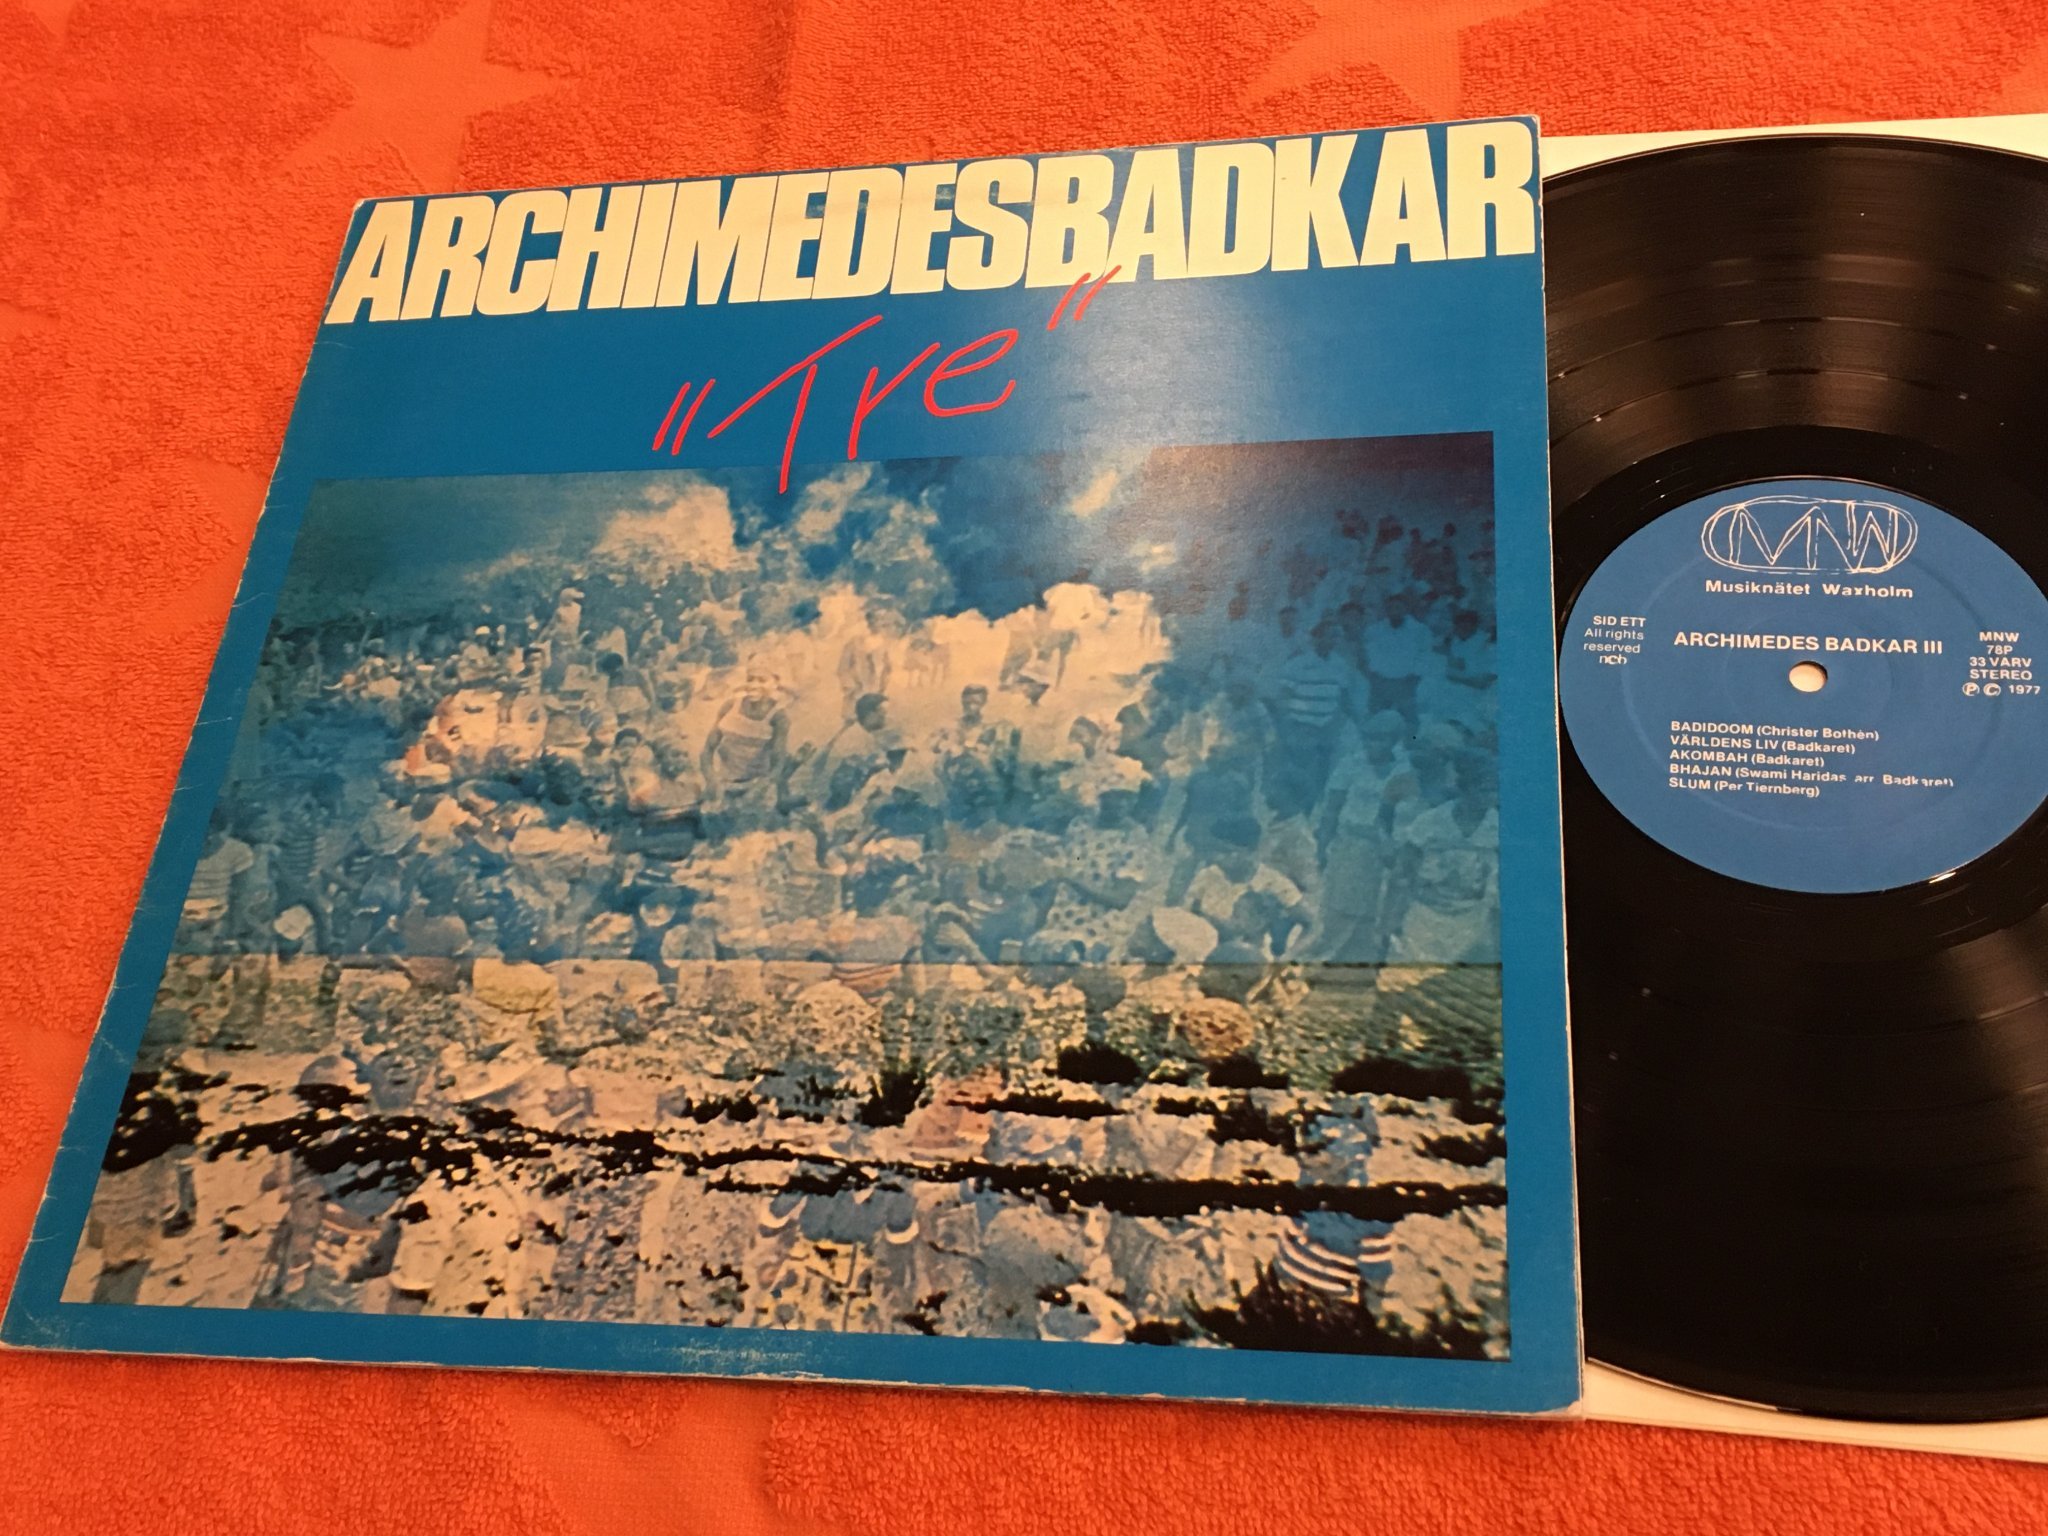 ARCHIMEDESBADKAR
"Tre"
MNW
Musiknätet Waxholm
SID ETT
All rights
reserved
ncb
ARCHIMEDES BADKAR III
MNW
78P
33 VARV
STEREO
Ⓟ © 1977
BADIDOOM (Christer Bothén)
VÄRLDENS LIV (Badkaret)
AKOMBAH (Badkaret)
BHAJAN (Swami Haridas arr Badkaret)
SLUM (Per Tjernberg)